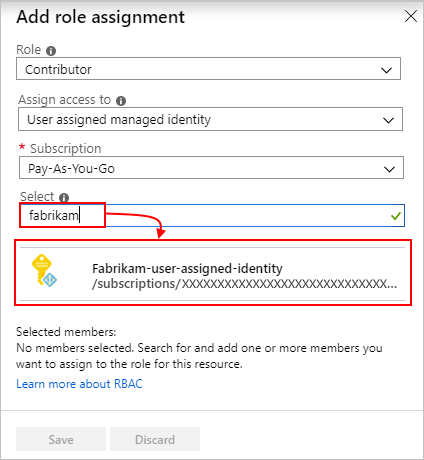 Add role assignment
Role
Contributor
Assign access to
User assigned managed identity
* Subscription
Pay-As-You-Go
Select
fabrikam
Fabrikam-user-assigned-identity
/subscriptions/XXXXXXXXXXXXXXXXXXXXXXXXXXXXX...
Selected members:
No members selected. Search for and add one or more members you
want to assign to the role for this resource.
Learn more about RBAC
Save
Discard